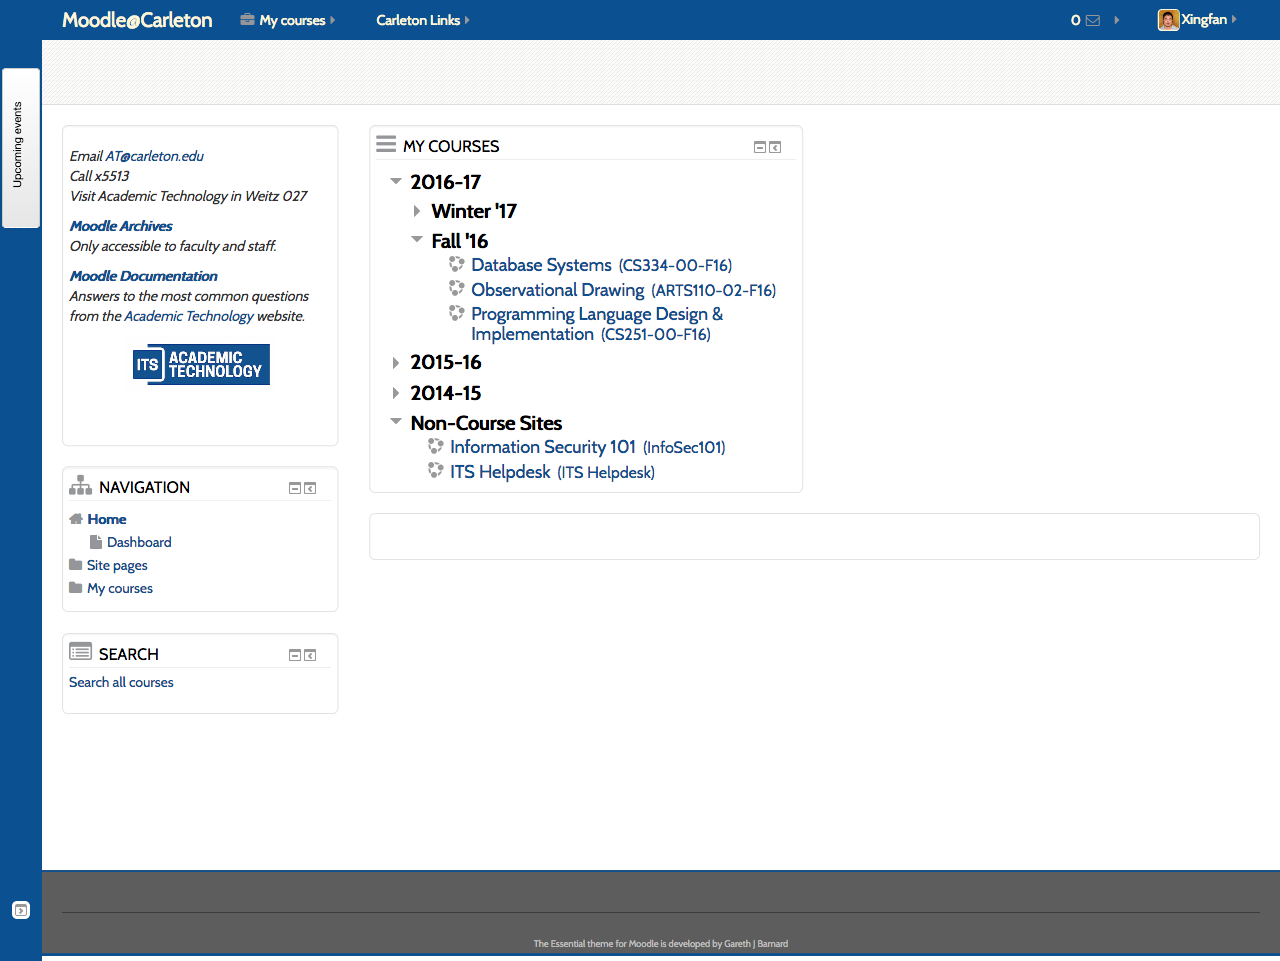 Moodle@Carleton
My courses
Carleton Links
0
Xingfan
Upcoming events
Email AT@carleton.edu
Call x5513
Visit Academic Technology in Weitz 027
Moodle Archives
Only accessible to faculty and staff.
Moodle Documentation
Answers to the most common questions
from the Academic Technology website.
ITS ACADEMIC
TECHNOLOGY
NAVIGATION
Home
Dashboard
Site pages
My courses
SEARCH
Search all courses
MY COURSES
2016-17
Winter '17
Fall '16
Database Systems (CS334-00-F16)
Observational Drawing (ARTS110-02-F16)
Programming Language Design &
Implementation (CS251-00-F16)
2015-16
2014-15
Non-Course Sites
Information Security 101 (InfoSec101)
ITS Helpdesk (ITS Helpdesk)
The Essential theme for Moodle is developed by Gareth J Barnard